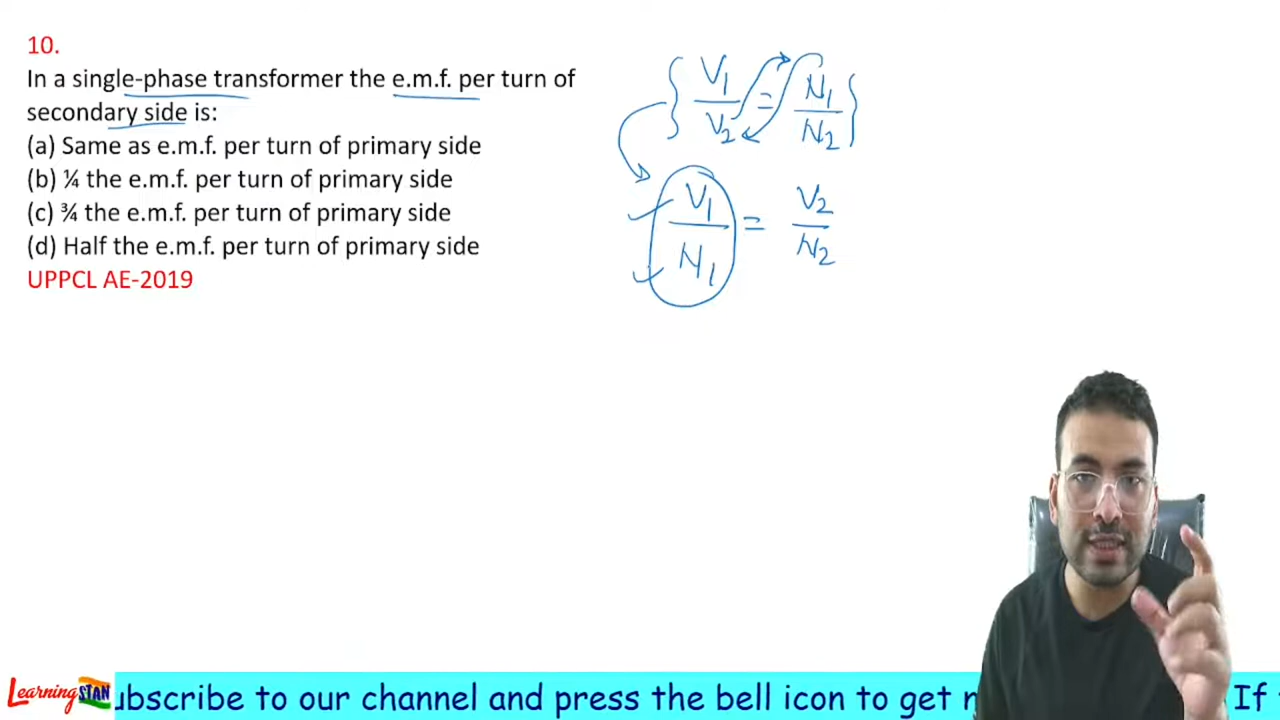 10.
In a single-phase transformer the e.m.f. per turn of
secondary side is:
(a) Same as e.m.f. per turn of primary side
(b) ¼ the e.m.f. per turn of primary side
(c) ¾ the e.m.f. per turn of primary side
(d) Half the e.m.f. per turn of primary side
UPPCL AE-2019
{ V1/V2 = N1/N2 }
V1/N1 = V2/N2
LearningSTAN
ubscribe to our channel and press the bell icon to get
If